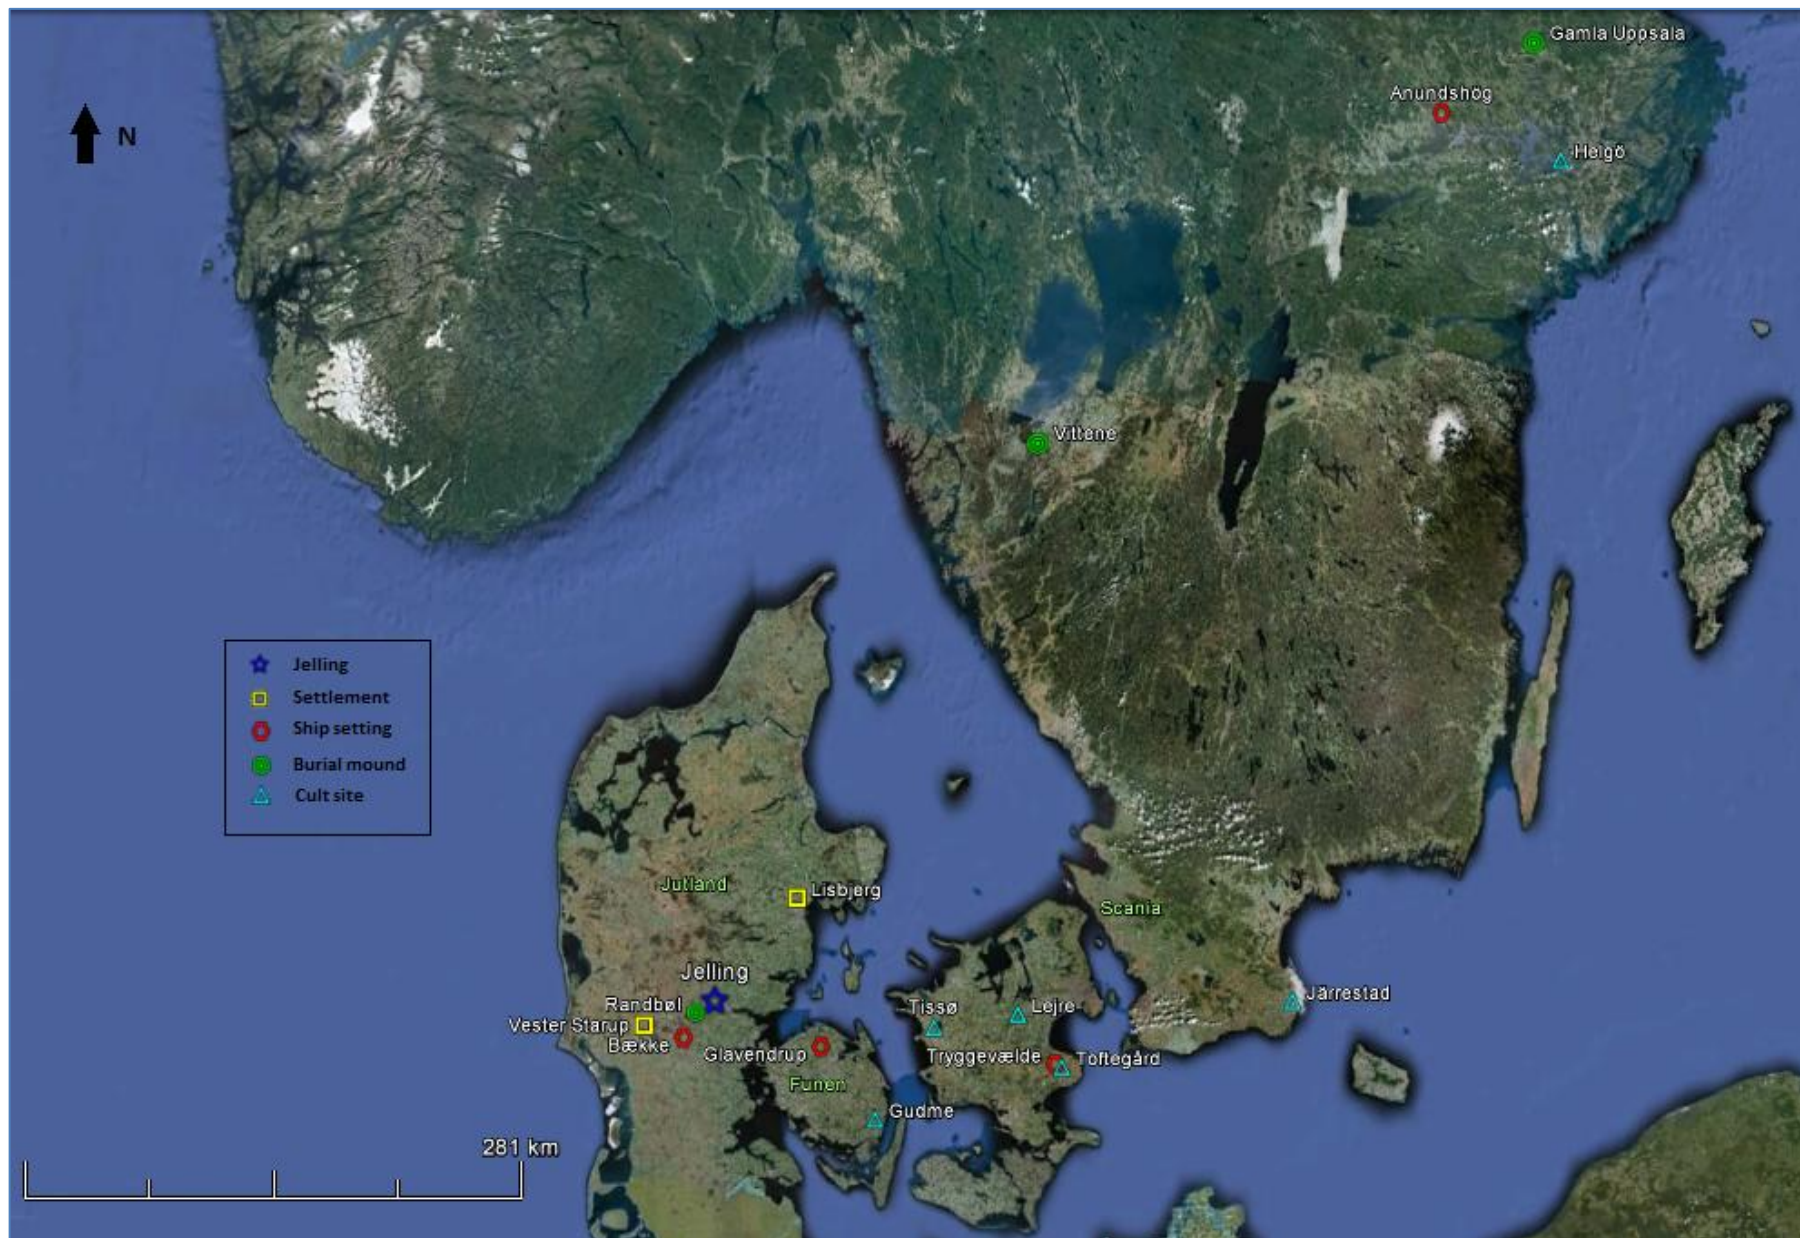 Gamla Uppsala
Anundshög
N
Helgö
Vittene
Jelling
Settlement
Ship setting
Burial mound
Cult site
Jutland
Lisbjerg
Scania
Jelling
Randbøl
Järrestad
Tissø
Lejre
Vester Starup
Bække
Glavendrup
Tryggevælde
Toftegård
Funen
Gudme
281 km